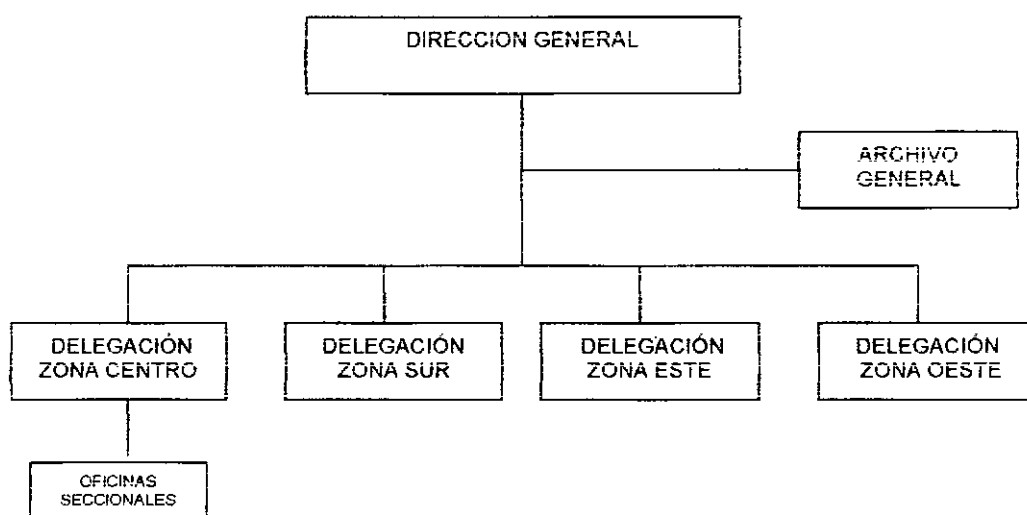 DIRECCION GENERAL
ARCHIVO
GENERAL
DELEGACIÓN
ZONA CENTRO
DELEGACIÓN
ZONA SUR
DELEGACIÓN
ZONA ESTE
DELEGACIÓN
ZONA OESTE
OFICINAS
SECCIONALES